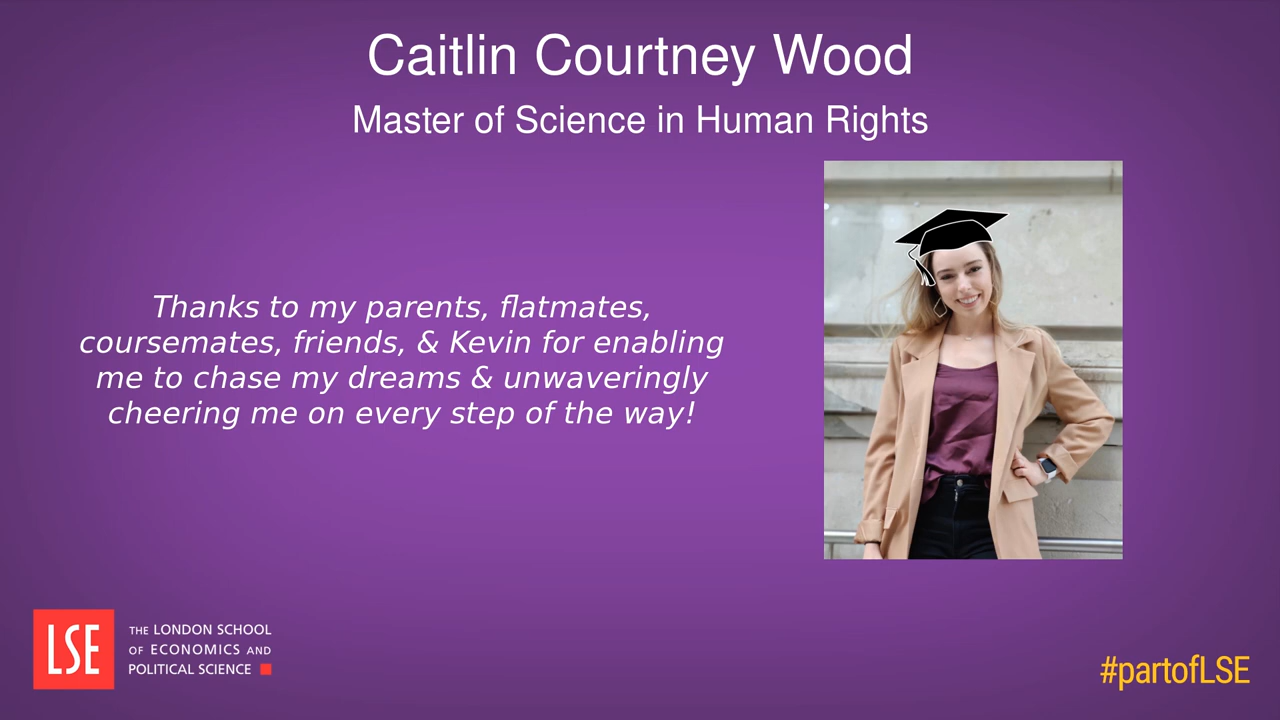 Caitlin Courtney Wood
Master of Science in Human Rights
Thanks to my parents, flatmates,
coursemates, friends, & Kevin for enabling
me to chase my dreams & unwaveringly
cheering me on every step of the way!
LSE
THE LONDON SCHOOL
OF ECONOMICS AND
POLITICAL SCIENCE
#partofLSE